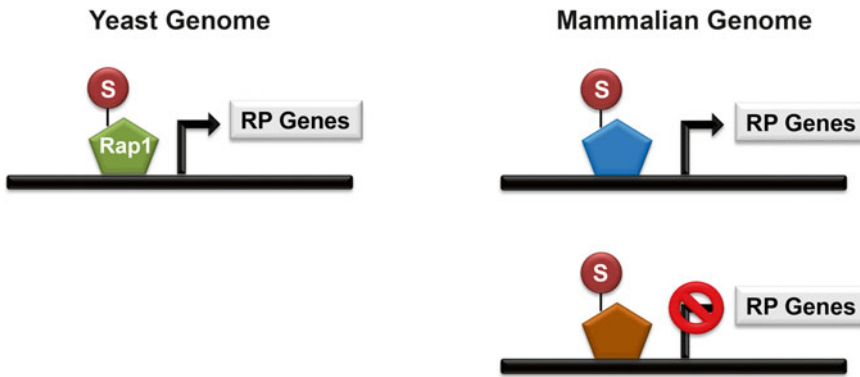 Yeast Genome
S
Rap1
RP Genes
Mammalian Genome
S
RP Genes
S
RP Genes